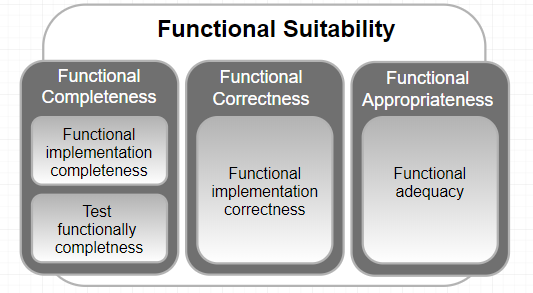 Functional Suitability
Functional
Completeness
Functional
implementation
completeness
Test
functionally
completness
Functional
Correctness
Functional
implementation
correctness
Functional
Appropriateness
Functional
adequacy